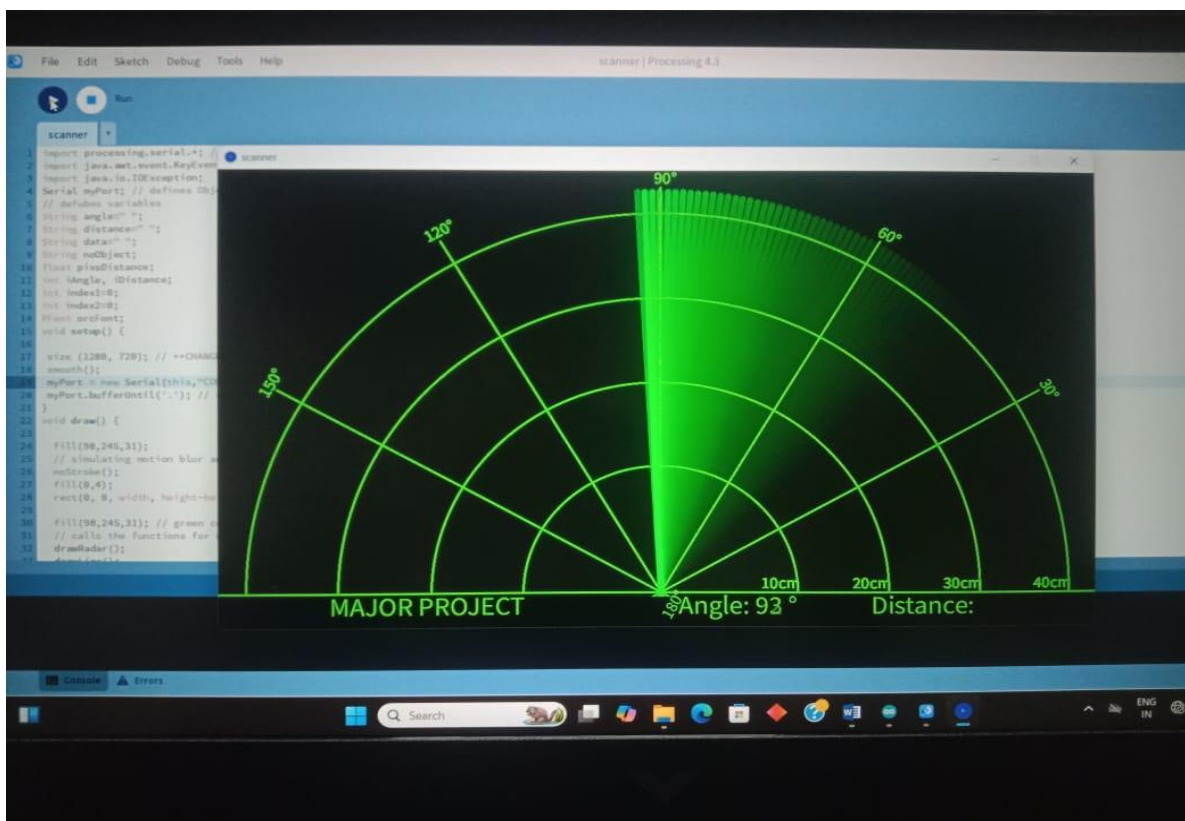 File Edit Sketch Debug Tools Help
scanner | Processing 4.3
Run
scanner
1 import processing.serial.*; /
2 import java.awt.event.KeyEven
3 import java.io.IOException;
4 Serial myPort; // defines Obj
5 // defubes variables
6 String angle=" ";
7 String distance=" ";
8 String data=" ";
9 String noObject;
10 float pixsDistance;
11 int iAngle, iDistance;
12 int index1=0;
13 int index2=0;
14 PFont orcFont;
15 void setup() {
16
17 size (1280, 720); // **CHANG
18 smooth();
19 myPort = new Serial(this,"CO
20 myPort.bufferUntil('.'); //
21 }
22 void draw() {
23
24 fill(98,245,31);
25 // simulating motion blur a
26 noStroke();
27 fill(0,4);
28 rect(0, 0, width, height-he
29
30 fill(98,245,31); // green c
31 // calls the functions for
32 drawRadar();
scanner
90°
120°
60°
150°
30°
10cm 20cm 30cm 40cm
180°
MAJOR PROJECT Angle: 93 ° Distance:
Console Errors
Search
ENG
IN